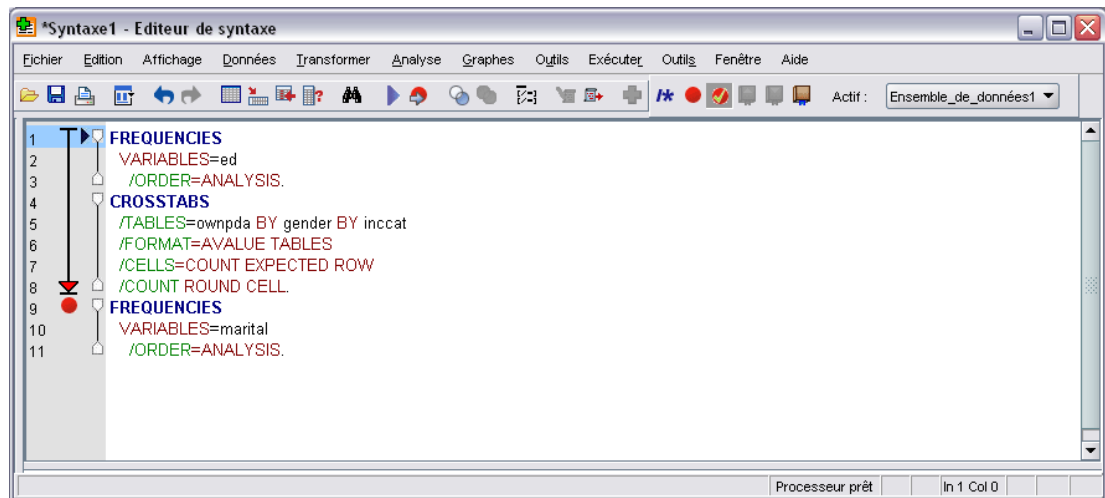 *Syntaxe1 - Editeur de syntaxe
Fichier Edition Affichage Données Transformer Analyse Graphes Outils Exécuter Outils Fenêtre Aide
Actif : Ensemble_de_données1
1 FREQUENCIES
2 VARIABLES=ed
3 /ORDER=ANALYSIS.
4 CROSSTABS
5 /TABLES=ownpda BY gender BY inccat
6 /FORMAT=AVALUE TABLES
7 /CELLS=COUNT EXPECTED ROW
8 /COUNT ROUND CELL.
9 FREQUENCIES
10 VARIABLES=marital
11 /ORDER=ANALYSIS.
Processeur prêt In 1 Col 0